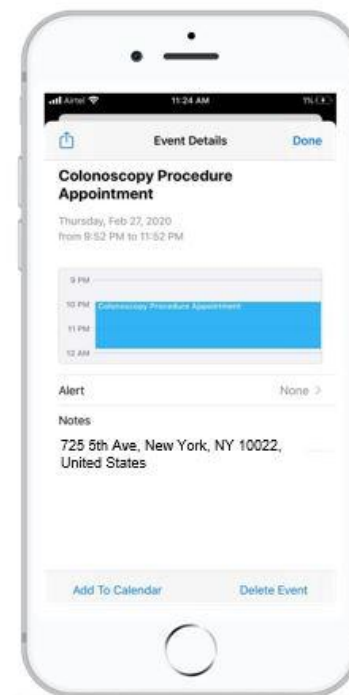 Airtel 11:24 AM 1%
Event Details Done
Colonoscopy Procedure
Appointment
Thursday, Feb 27, 2020
from 9:52 PM to 11:52 PM
9 PM
10 PM Colonoscopy Procedure Appointment
11 PM
12 AM
Alert None
Notes
725 5th Ave, New York, NY 10022,
United States
Add To Calendar Delete Event